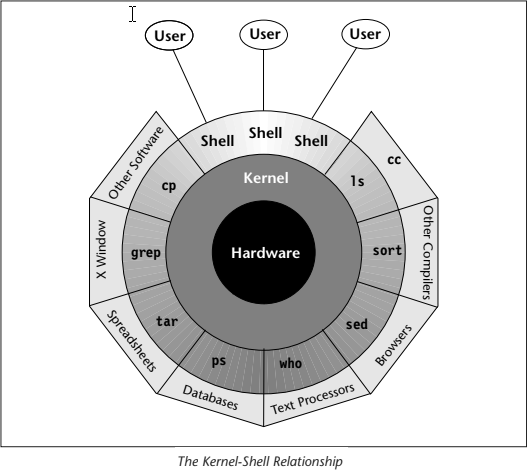 User
User
User
Shell
Shell
Shell
Other Software
cp
Kernel
ls
cc
X Window
grep
Hardware
sort
Other Compilers
Spreadsheets
tar
sed
Browsers
ps
who
Databases
Text Processors
The Kernel-Shell Relationship